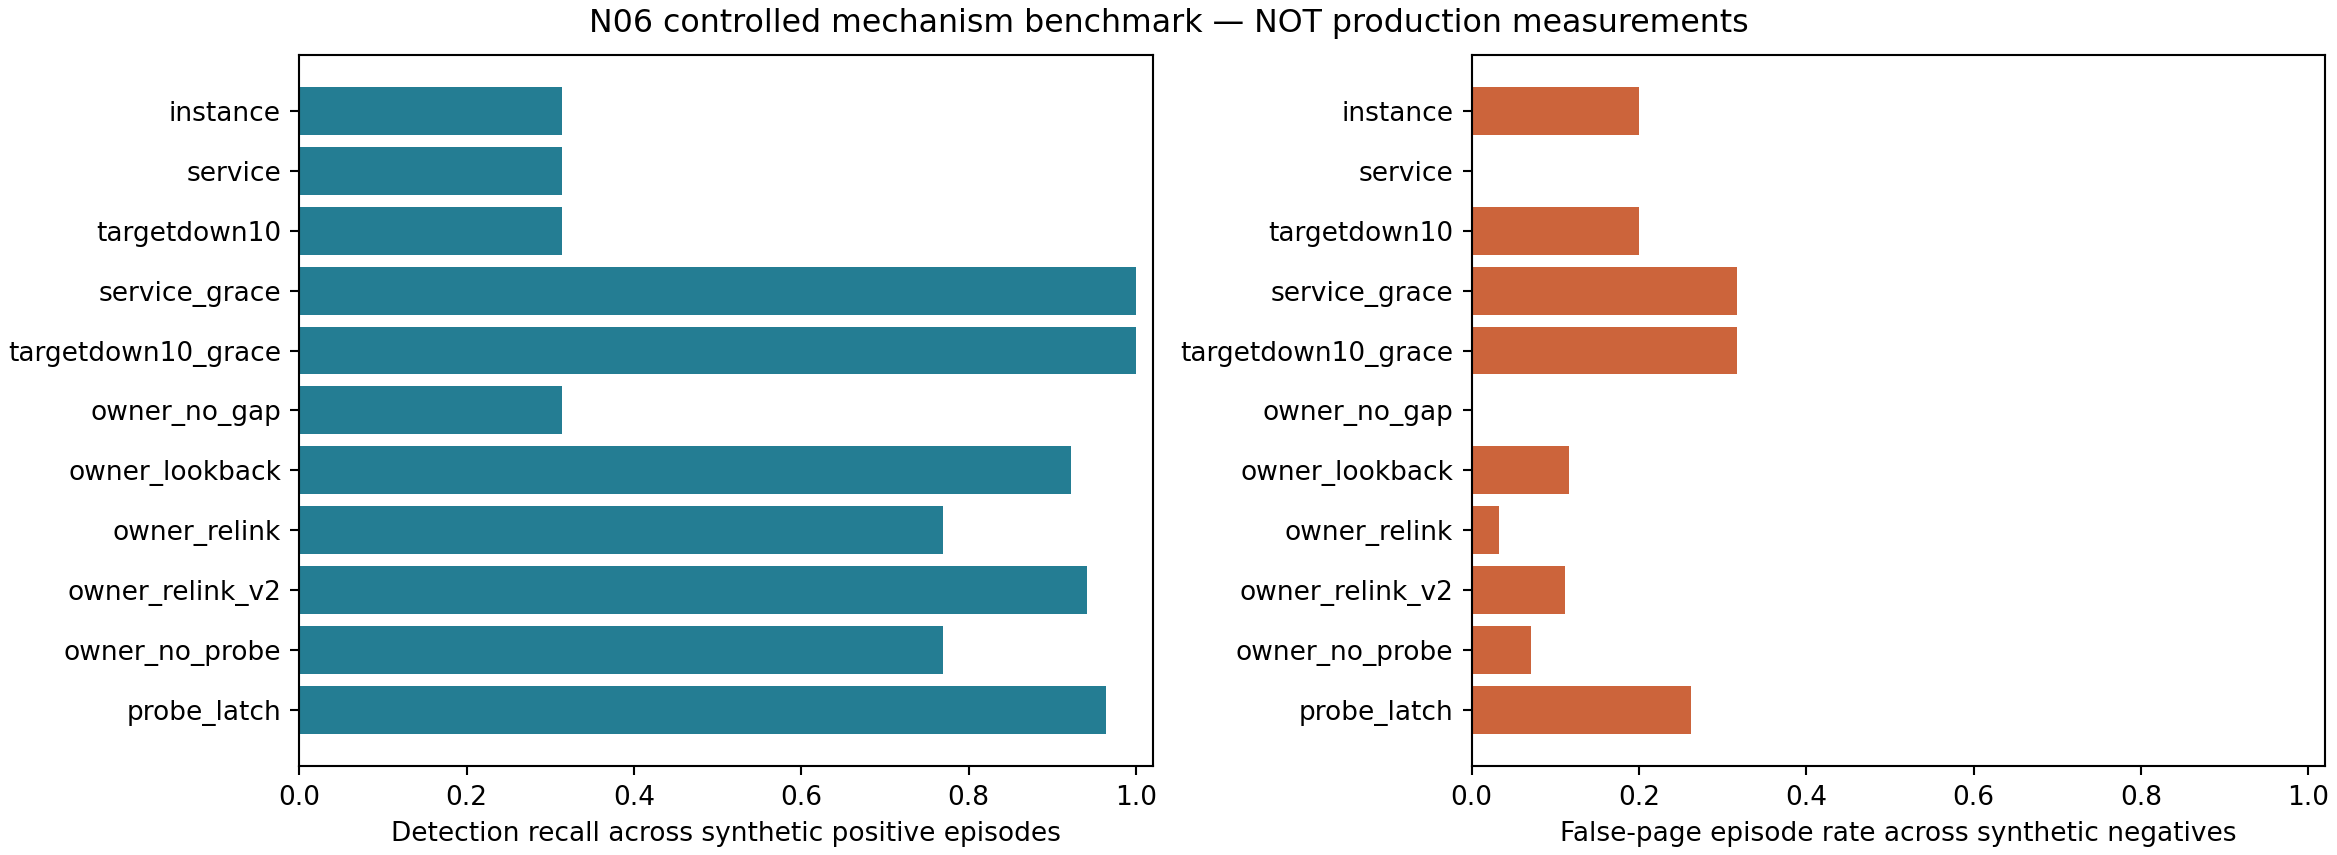 N06 controlled mechanism benchmark — NOT production measurements
instance
service
targetdown10
service_grace
targetdown10_grace
owner_no_gap
owner_lookback
owner_relink
owner_relink_v2
owner_no_probe
probe_latch
0.0 0.2 0.4 0.6 0.8 1.0
Detection recall across synthetic positive episodes
instance
service
targetdown10
service_grace
targetdown10_grace
owner_no_gap
owner_lookback
owner_relink
owner_relink_v2
owner_no_probe
probe_latch
0.0 0.2 0.4 0.6 0.8 1.0
False-page episode rate across synthetic negatives